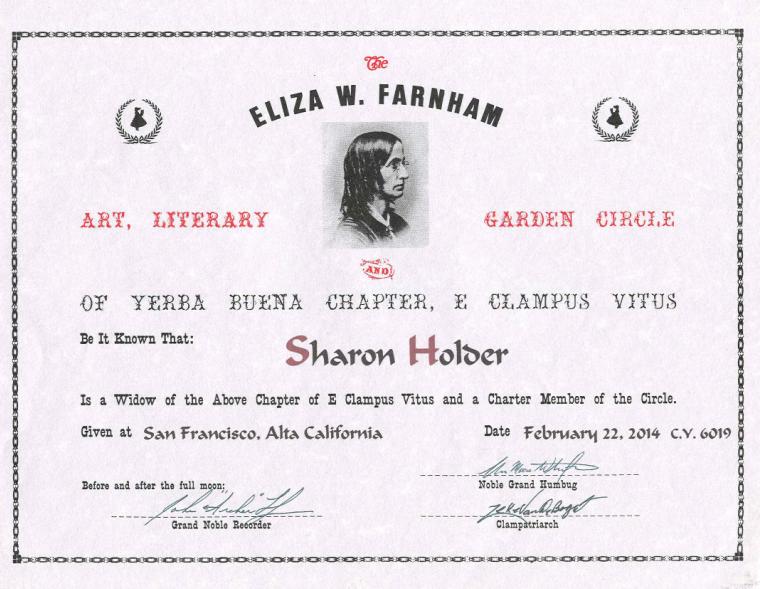 The
ELIZA W. FARNHAM
ART, LITERARY GARDEN CIRCLE
AND
OF YERBA BUENA CHAPTER, E CLAMPUS VITUS
Be It Known That:
Sharon Holder
Is a Widow of the Above Chapter of E Clampus Vitus and a Charter Member of the Circle.
Given at San Francisco, Alta California Date February 22, 2014 C.Y. 6019
Before and after the full moon;
Noble Grand Humbug
John
Grand Noble Recorder
Clampatriarch